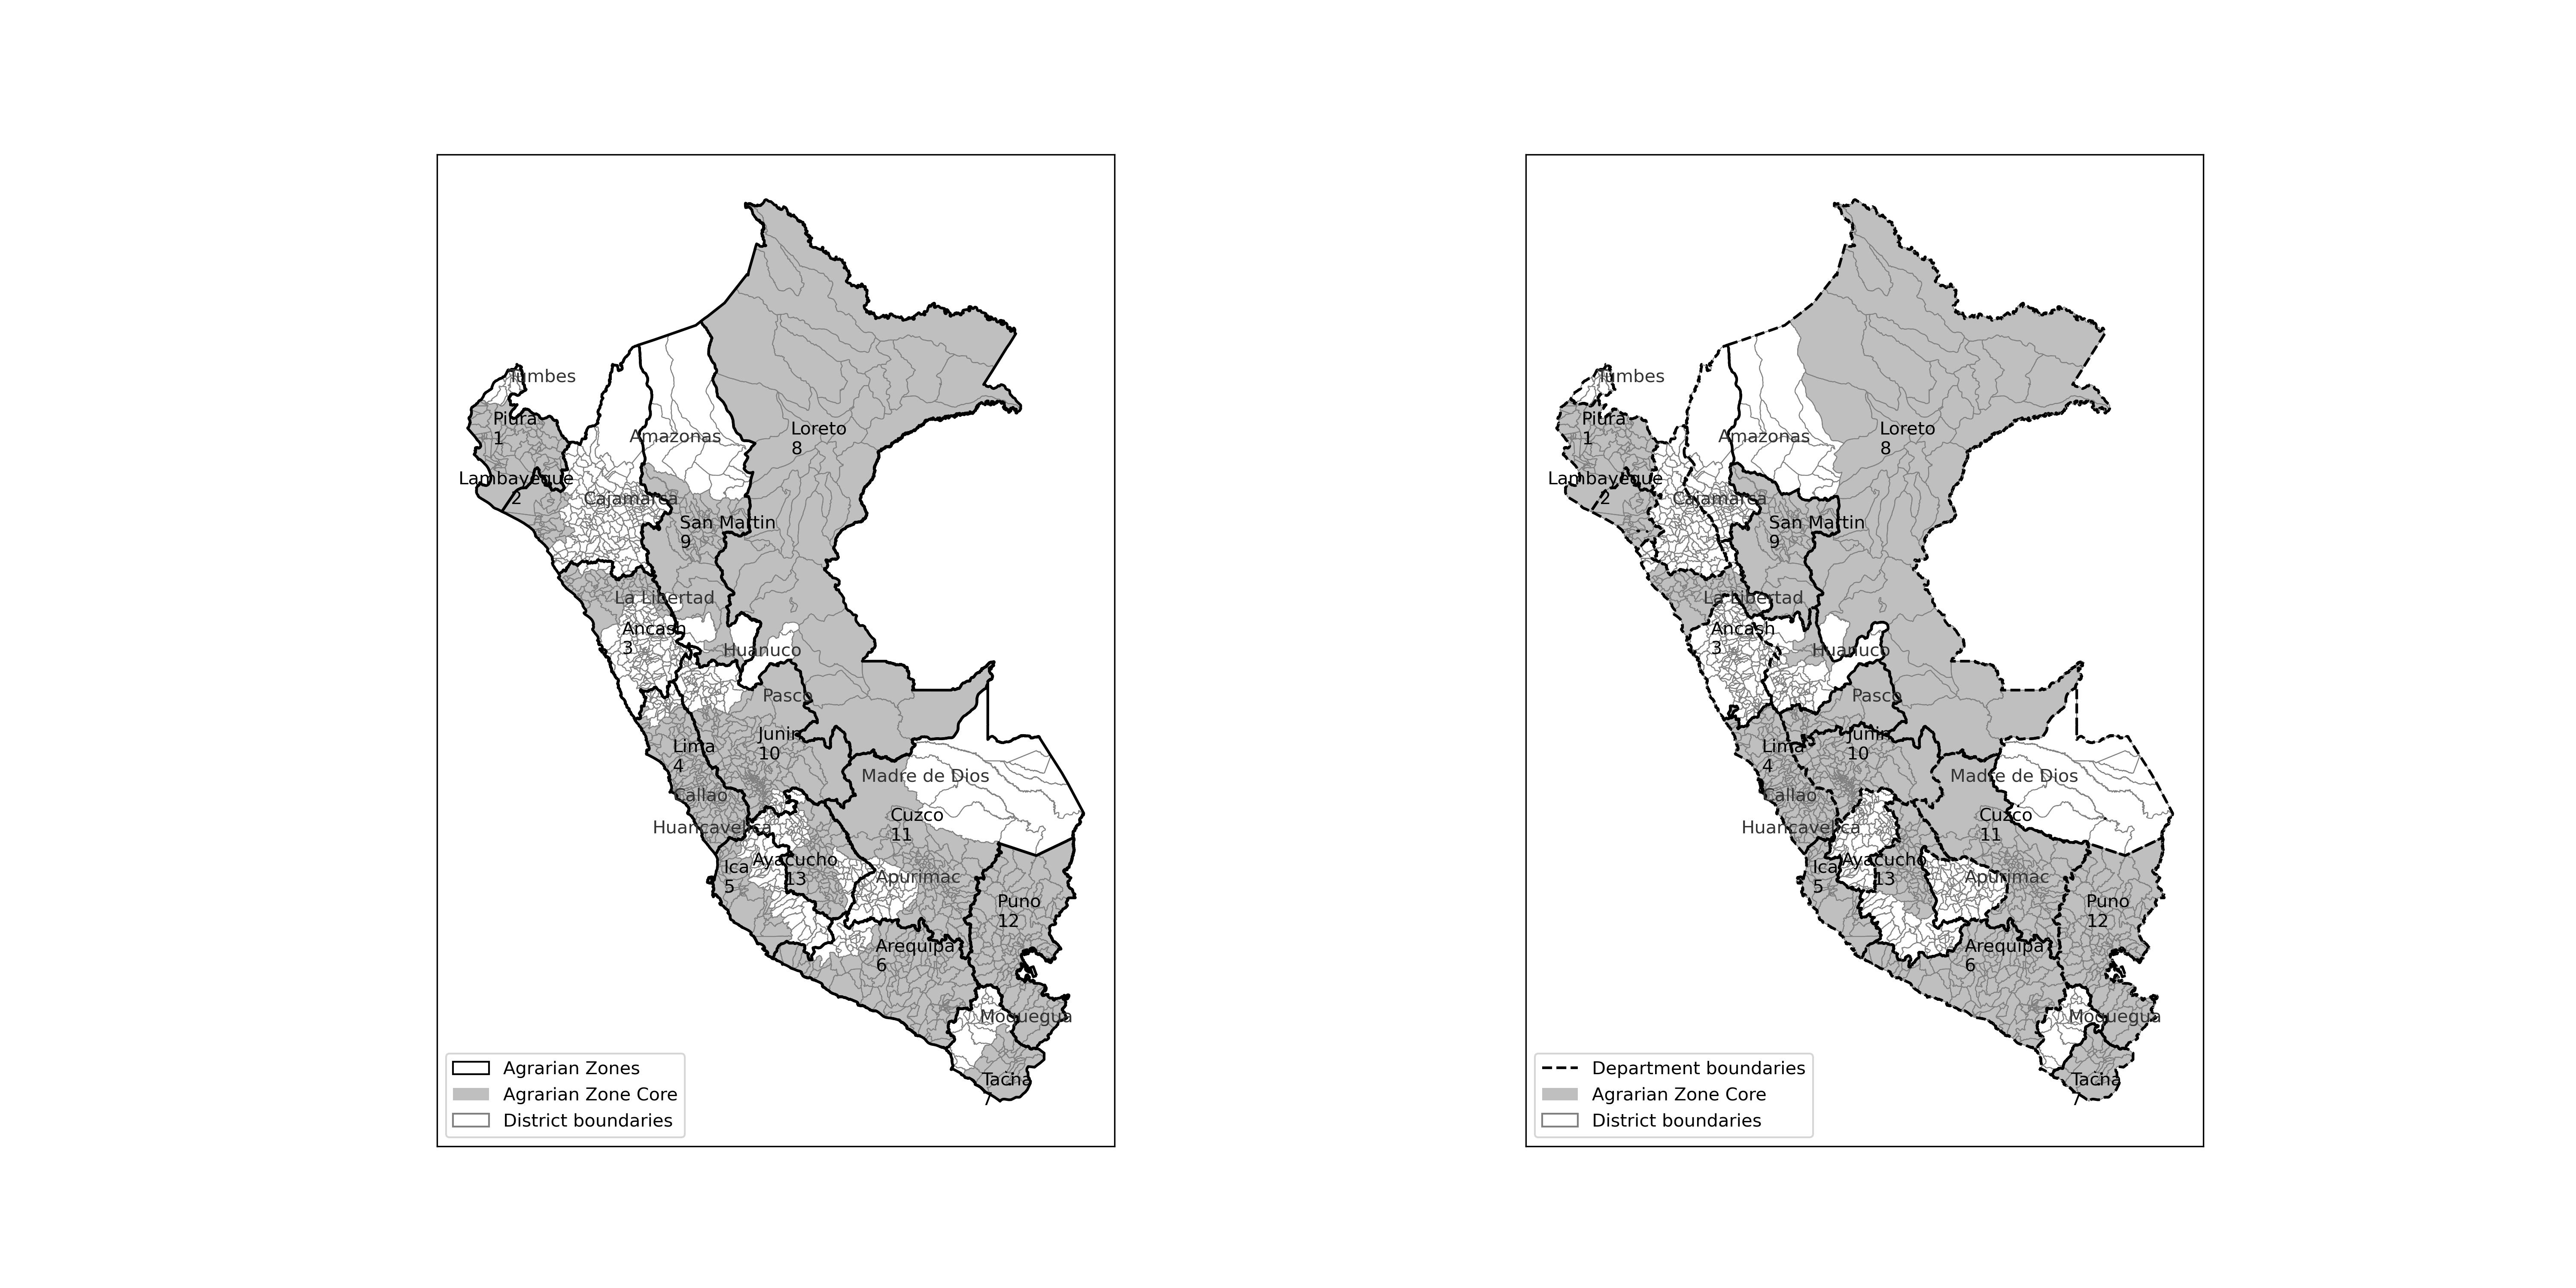 Tumbes
Piura
1
Amazonas
Loreto
8
Lambayeque
2
Cajamarca
San Martin
9
La Libertad
Ancash
3
Huanuco
Pasco
Junin
10
Lima
4
Madre de Dios
Callao
Cuzco
11
Huancavelica
Ayacucho
13
Ica
5
Apurimac
Puno
12
Arequipa
6
Moquegua
Tacna
7
Agrarian Zones
Agrarian Zone Core
District boundaries
Tumbes
Piura
1
Amazonas
Loreto
8
Lambayeque
2
Cajamarca
San Martin
9
La Libertad
Ancash
3
Huanuco
Pasco
Junin
10
Lima
4
Madre de Dios
Callao
Cuzco
11
Huancavelica
Ayacucho
13
Ica
5
Apurimac
Puno
12
Arequipa
6
Moquegua
Tacna
7
Department boundaries
Agrarian Zone Core
District boundaries